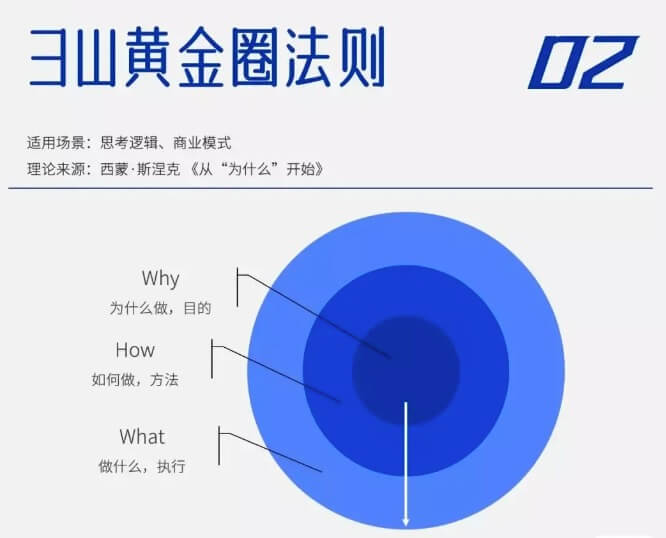 ヨ山黄金圈法则
02
适用场景：思考逻辑、商业模式
理论来源：西蒙·斯涅克 《从“为什么”开始》
Why
为什么做，目的
How
如何做，方法
What
做什么，执行